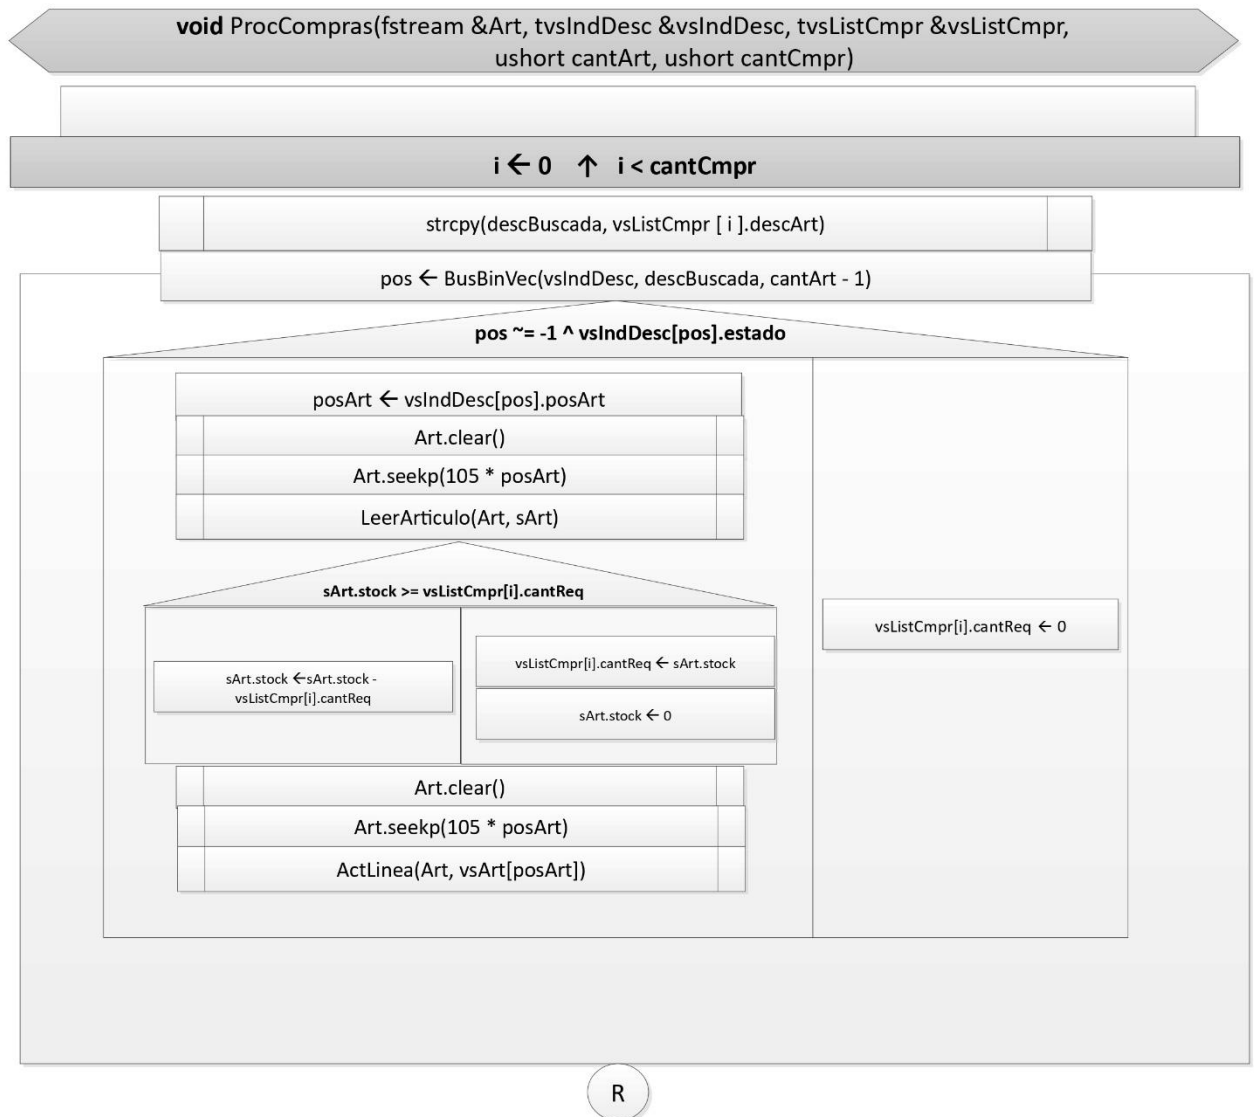 void ProcCompras(fstream &Art, tvsIndDesc &vsIndDesc, tvsListCmpr &vsListCmpr,
ushort cantArt, ushort cantCmpr)
i ← 0 ↑ i < cantCmpr
strcpy(descBuscada, vsListCmpr [ i ].descArt)
pos ← BusBinVec(vsIndDesc, descBuscada, cantArt - 1)
pos ~= -1 ^ vsIndDesc[pos].estado
posArt ← vsIndDesc[pos].posArt
Art.clear()
Art.seekp(105 * posArt)
LeerArticulo(Art, sArt)
sArt.stock >= vsListCmpr[i].cantReq
sArt.stock ←sArt.stock -
vsListCmpr[i].cantReq
vsListCmpr[i].cantReq ← sArt.stock
sArt.stock ← 0
vsListCmpr[i].cantReq ← 0
Art.clear()
Art.seekp(105 * posArt)
ActLinea(Art, vsArt[posArt])
R